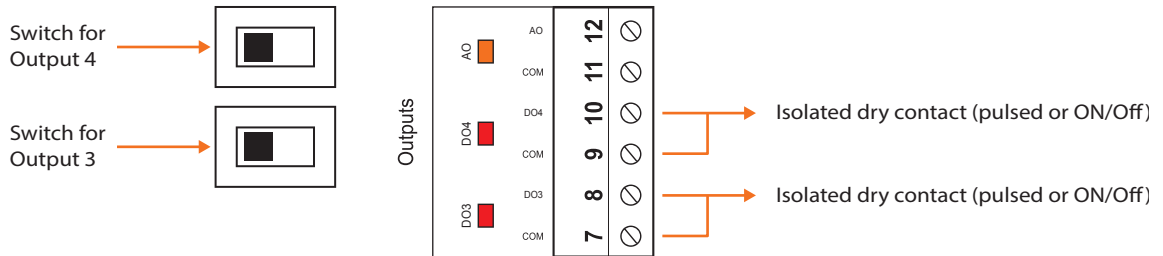 Switch for
Output 4
Switch for
Output 3
Outputs
AO
DO4
DO3
AO
COM
DO4
COM
DO3
COM
12
11
10
9
8
7
Isolated dry contact (pulsed or ON/Off)
Isolated dry contact (pulsed or ON/Off)